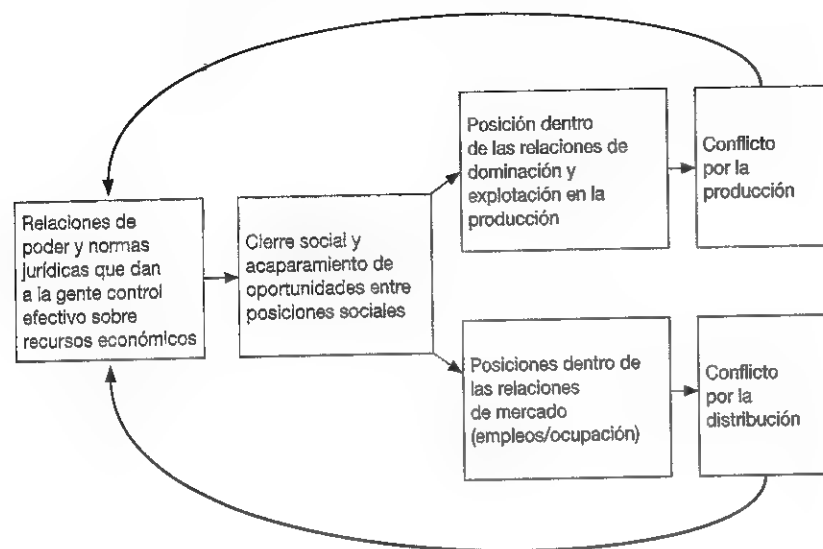 Relaciones de
poder y normas
jurídicas que dan
a la gente control
efectivo sobre
recursos económicos
Cierre social y
acaparamiento de
oportunidades entre
posiciones sociales
Posición dentro
de las relaciones de
dominación y
explotación en la
producción
Conflicto
por la
producción
Posiciones dentro de
las relaciones
de mercado
(empleos/ocupación)
Conflicto
por la
distribución